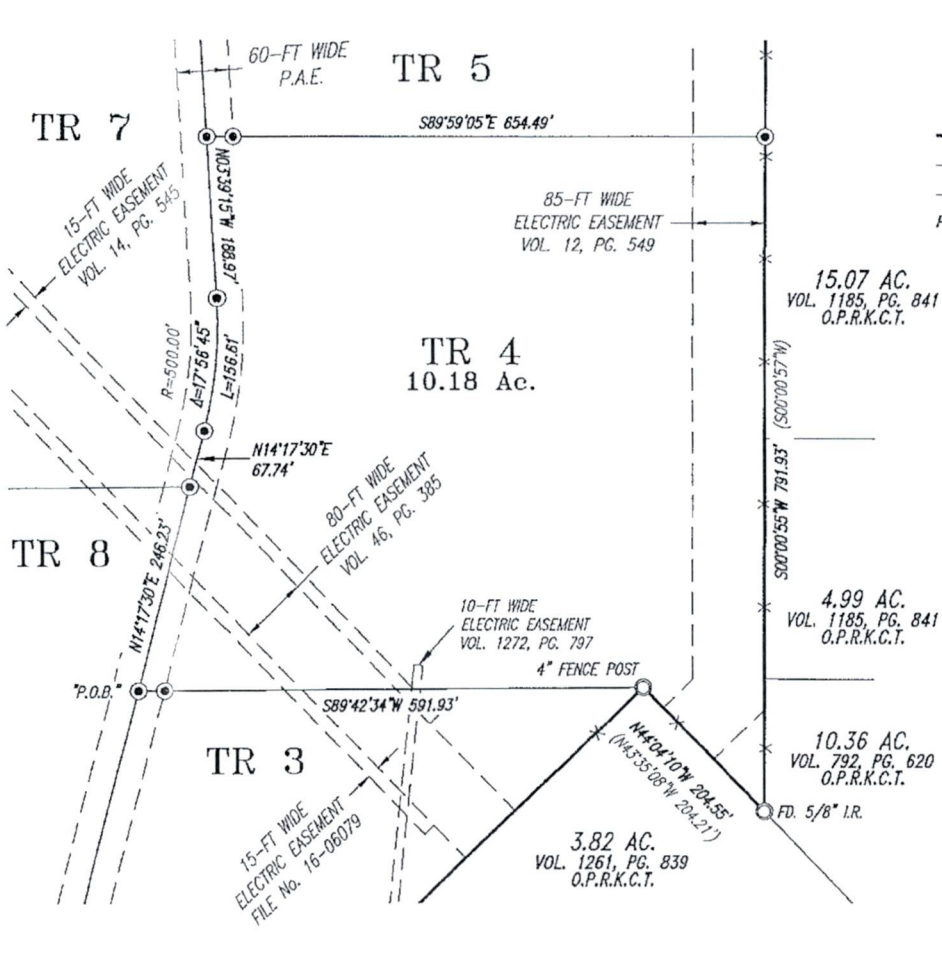 60-FT WIDE
P.A.E.
TR 5
TR 7
S89°59'05"E 654.49'
15-FT WIDE
ELECTRIC EASEMENT
VOL. 14, PG. 545
N03°39'15"W 188.97'
85-FT WIDE
ELECTRIC EASEMENT
VOL. 12, PG. 549
15.07 AC.
VOL. 1185, PG. 841
O.P.R.K.C.T.
R=500.00'
Δ=17°56'45"
L=156.61'
TR 4
10.18 Ac.
S00°00'55"W 791.93' (S00°00'57"W)
N14°17'30"E
67.74'
80-FT WIDE
ELECTRIC EASEMENT
VOL. 46, PG. 385
TR 8
N14°17'30"E 246.23'
10-FT WIDE
ELECTRIC EASEMENT
VOL. 1272, PG. 797
4.99 AC.
VOL. 1185, PG. 841
O.P.R.K.C.T.
4" FENCE POST
"P.O.B."
S89°42'34"W 591.93'
TR 3
N44°04'10"W 204.55'
(N43°35'08"W 204.21')
10.36 AC.
VOL. 792, PG. 620
O.P.R.K.C.T.
15-FT WIDE
ELECTRIC EASEMENT
FILE No. 16-06079
FD. 5/8" I.R.
3.82 AC.
VOL. 1261, PG. 839
O.P.R.K.C.T.